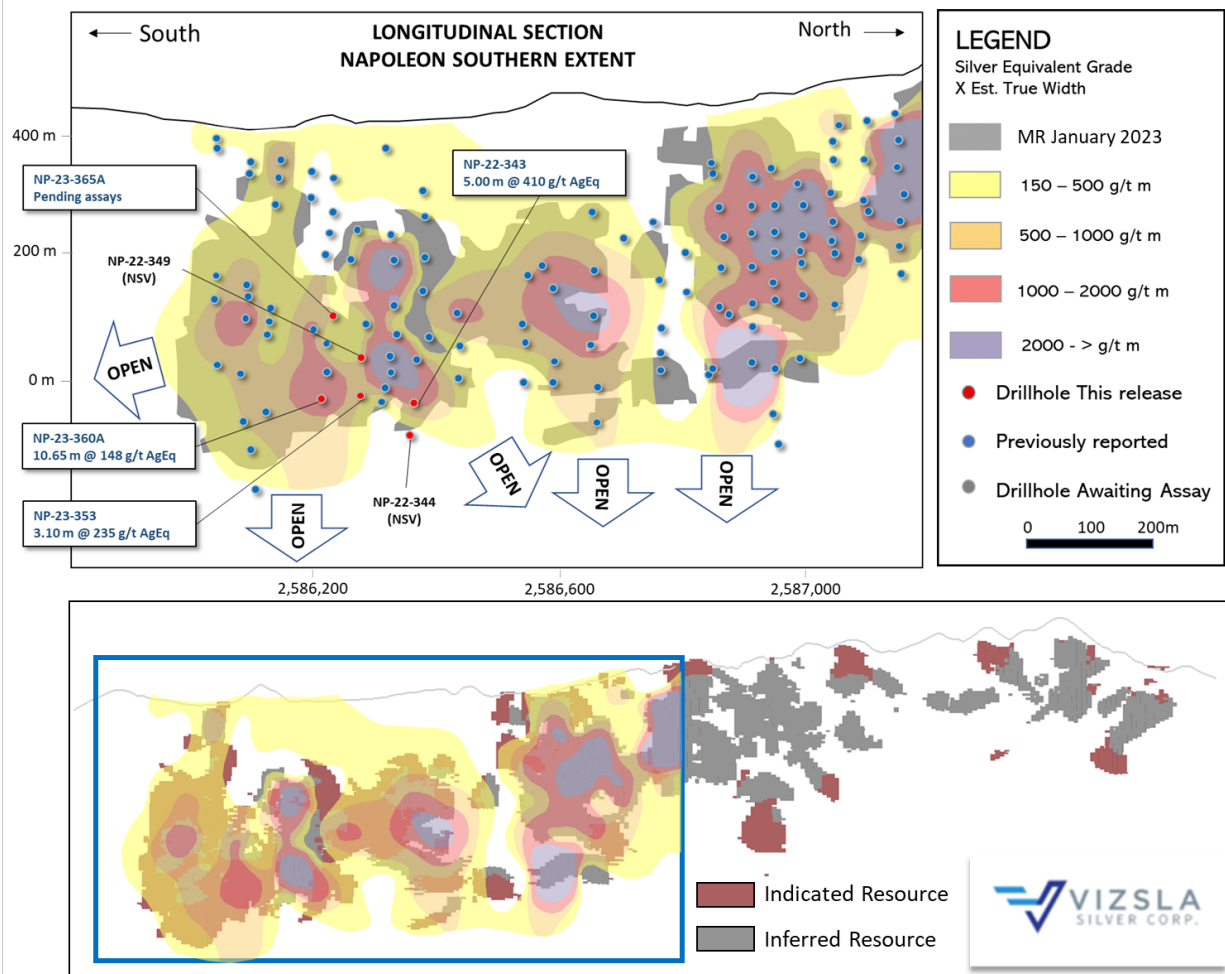 South
LONGITUDINAL SECTION
NAPOLEON SOUTHERN EXTENT
North
400 m
200 m
0 m
NP-23-365A
Pending assays
NP-22-343
5.00 m @ 410 g/t AgEq
NP-22-349
(NSV)
OPEN
NP-23-360A
10.65 m @ 148 g/t AgEq
NP-23-353
3.10 m @ 235 g/t AgEq
OPEN
NP-22-344
(NSV)
OPEN
OPEN
OPEN
2,586,200
2,586,600
2,587,000
LEGEND
Silver Equivalent Grade
X Est. True Width
MR January 2023
150 – 500 g/t m
500 – 1000 g/t m
1000 – 2000 g/t m
2000 - > g/t m
Drillhole This release
Previously reported
Drillhole Awaiting Assay
0 100 200m
Indicated Resource
Inferred Resource
VIZSLA
SILVER CORP.